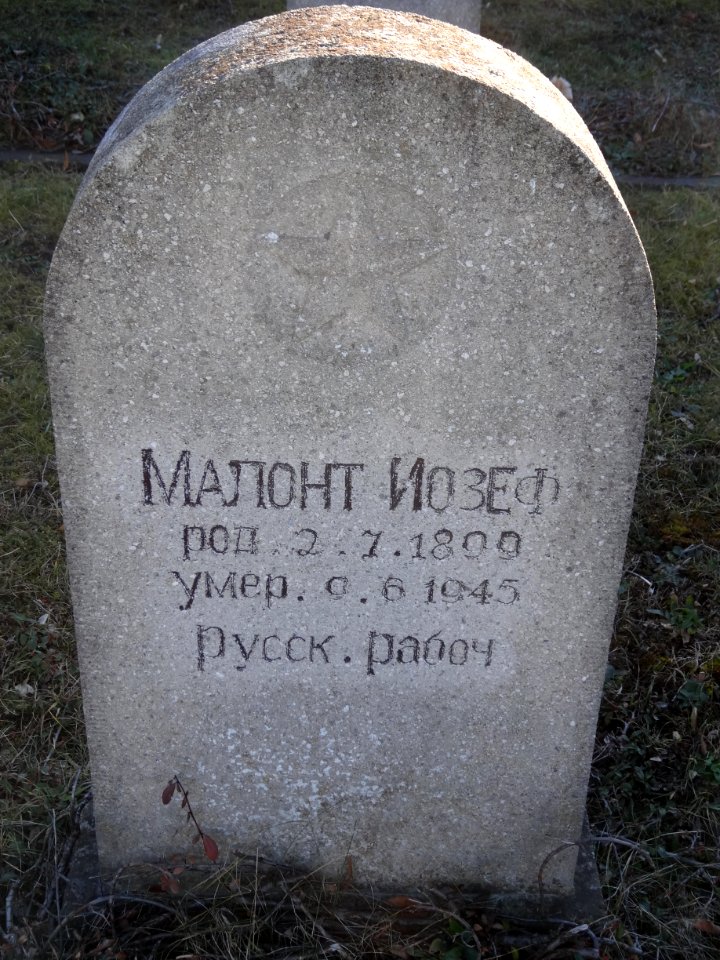 Малонт Иозеф
род. 2.7.1899
умер. 9.6 1945
русск. рабоч